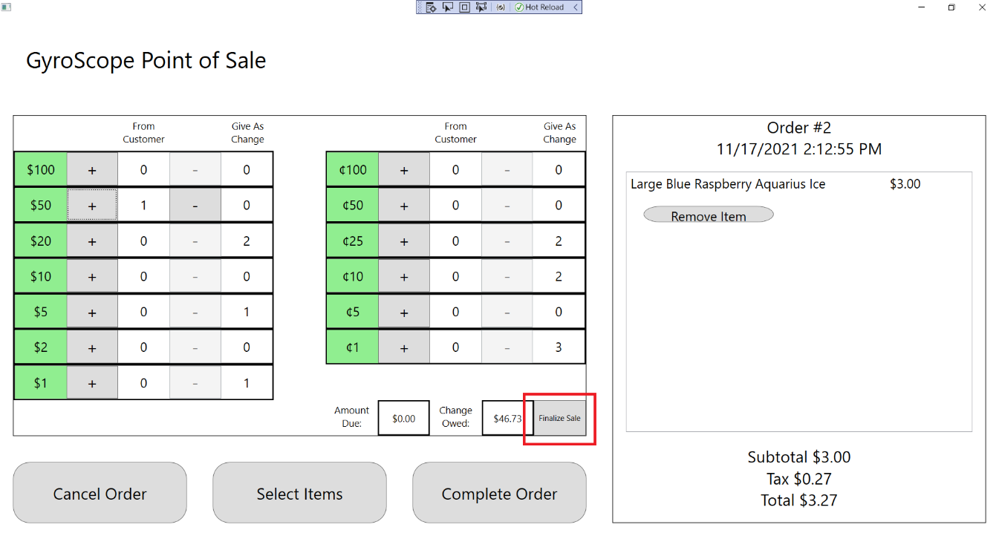 Hot Reload
GyroScope Point of Sale
From Customer Give As Change From Customer Give As Change
$100 + 0 - 0 ¢100 + 0 - 0
$50 + 1 - 0 ¢50 + 0 - 0
$20 + 0 - 2 ¢25 + 0 - 2
$10 + 0 - 0 ¢10 + 0 - 2
$5 + 0 - 1 ¢5 + 0 - 0
$2 + 0 - 0 ¢1 + 0 - 3
$1 + 0 - 1
Amount Due: $0.00 Change Owed: $46.73 Finalize Sale
Cancel Order Select Items Complete Order
Order #2
11/17/2021 2:12:55 PM
Large Blue Raspberry Aquarius Ice $3.00
Remove Item
Subtotal $3.00
Tax $0.27
Total $3.27